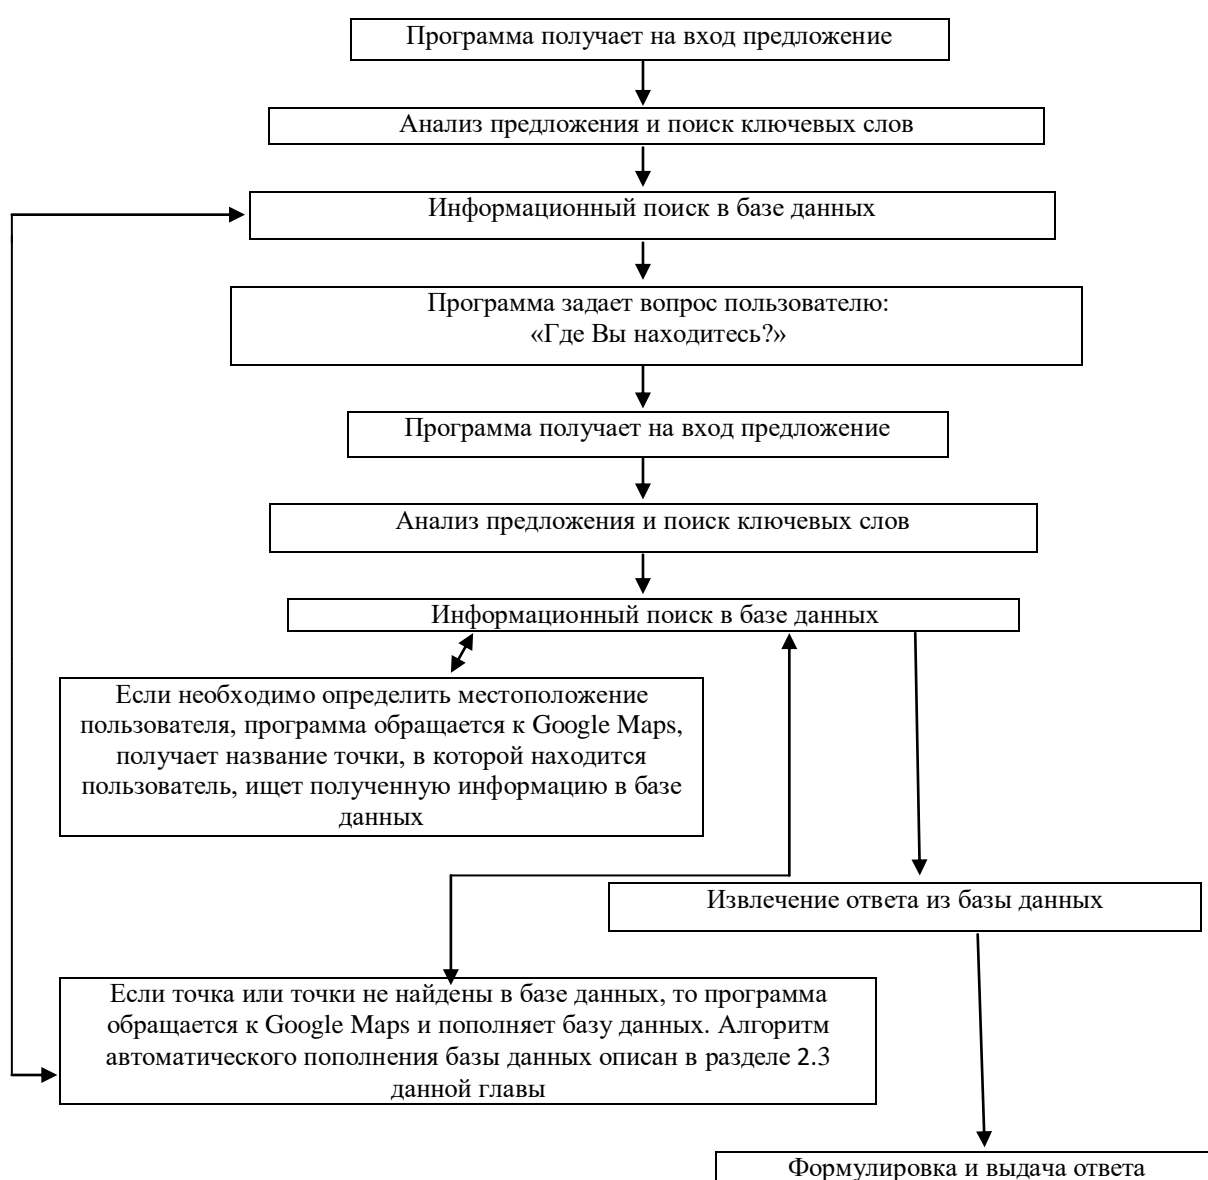 Программа получает на вход предложение
Анализ предложения и поиск ключевых слов
Информационный поиск в базе данных
Программа задает вопрос пользователю:
«Где Вы находитесь?»
Программа получает на вход предложение
Анализ предложения и поиск ключевых слов
Информационный поиск в базе данных
Если необходимо определить местоположение
пользователя, программа обращается к Google Maps,
получает название точки, в которой находится
пользователь, ищет полученную информацию в базе
данных
Извлечение ответа из базы данных
Если точка или точки не найдены в базе данных, то программа
обращается к Google Maps и пополняет базу данных. Алгоритм
автоматического пополнения базы данных описан в разделе 2.3
данной главы
Формулировка и выдача ответа